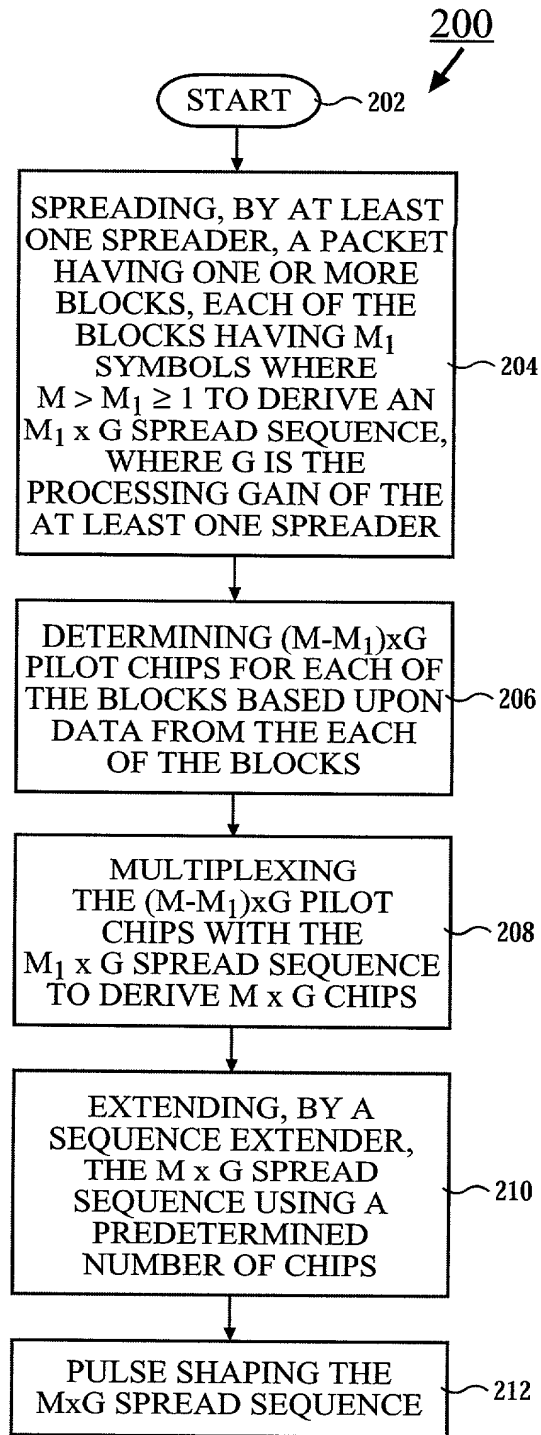 200
START
202
SPREADING, BY AT LEAST
ONE SPREADER, A PACKET
HAVING ONE OR MORE
BLOCKS, EACH OF THE
BLOCKS HAVING M₁
SYMBOLS WHERE
M > M₁ ≥ 1 TO DERIVE AN
M₁ x G SPREAD SEQUENCE,
WHERE G IS THE
PROCESSING GAIN OF THE
AT LEAST ONE SPREADER
204
DETERMINING (M-M₁)xG
PILOT CHIPS FOR EACH OF
THE BLOCKS BASED UPON
DATA FROM THE EACH
OF THE BLOCKS
206
MULTIPLEXING
THE (M-M₁)xG PILOT
CHIPS WITH THE
M₁ x G SPREAD SEQUENCE
TO DERIVE M x G CHIPS
208
EXTENDING, BY A
SEQUENCE EXTENDER,
THE M x G SPREAD
SEQUENCE USING A
PREDETERMINED
NUMBER OF CHIPS
210
PULSE SHAPING THE
MxG SPREAD SEQUENCE
212